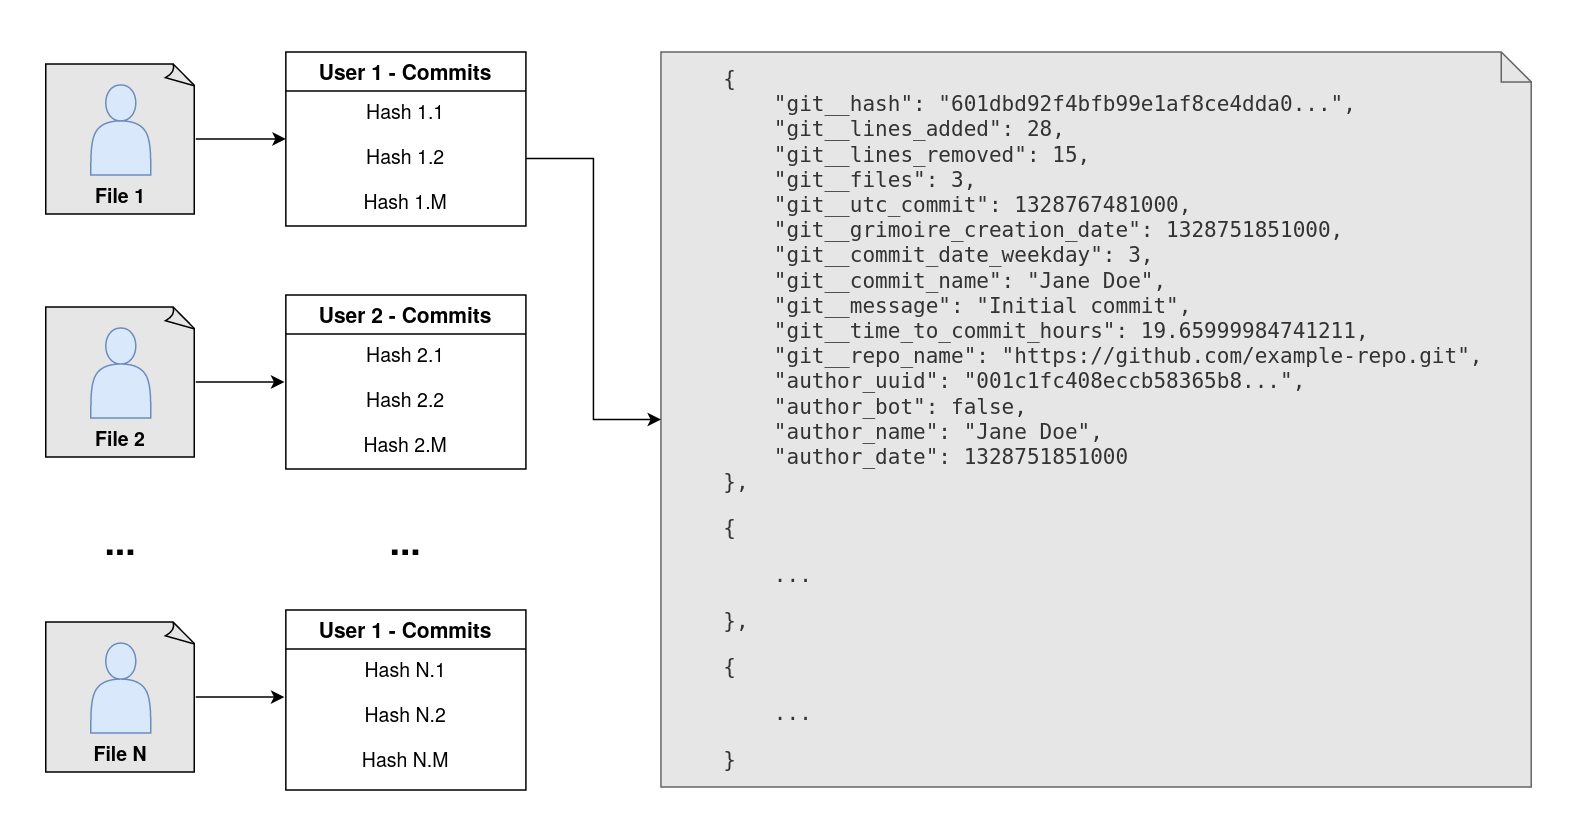 File 1
User 1 - Commits
Hash 1.1
Hash 1.2
Hash 1.M
File 2
User 2 - Commits
Hash 2.1
Hash 2.2
Hash 2.M
...
...
File N
User 1 - Commits
Hash N.1
Hash N.2
Hash N.M
{
"git__hash": "601dbd92f4bfb99e1af8ce4dda0...",
"git__lines_added": 28,
"git__lines_removed": 15,
"git__files": 3,
"git__utc_commit": 1328767481000,
"git__grimoire_creation_date": 1328751851000,
"git__commit_date_weekday": 3,
"git__commit_name": "Jane Doe",
"git__message": "Initial commit",
"git__time_to_commit_hours": 19.65999984741211,
"git__repo_name": "https://github.com/example-repo.git",
"author_uuid": "001c1fc408eccb58365b8...",
"author_bot": false,
"author_name": "Jane Doe",
"author_date": 1328751851000
},
{
...
},
{
...
}